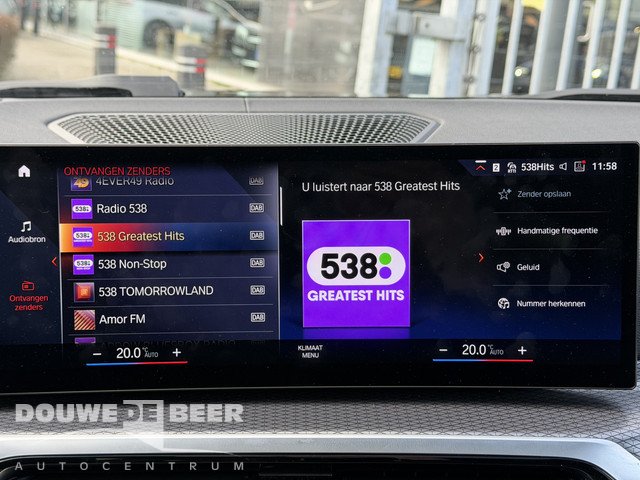 ONTVANGEN ZENDERS
2 538Hits 11:58
49 4EVER49 Radio DAB
U luistert naar 538 Greatest Hits
Zender opslaan
538 Radio 538 DAB
Audiobron
538 538 Greatest Hits DAB
Handmatige frequentie
538 538 Non-Stop DAB
538:
GREATEST HITS
Geluid
Ontvangen
zenders
538 TOMORROWLAND DAB
Nummer herkennen
Amor FM DAB
− 20.0 °C AUTO +
KLIMAAT
MENU
− 20.0 °C AUTO +
DOUWE DE BEER
AUTOCENTRUM